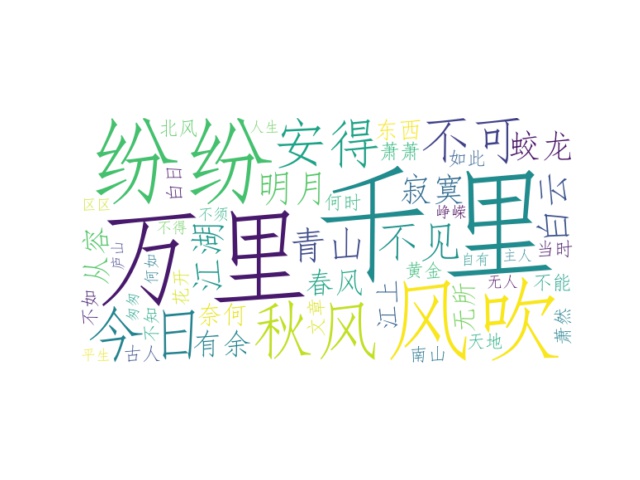 北风
人生
纷纷
安得
东西
萧萧
不可
如此
蛟龙
白日
明月
何时
寂寞
峥嵘
白云
区区
不须
不得
万里
千里
江湖
青山
不见
当时
从容
庐山
何如
花开
春风
黄金
自有
主人
无人
不能
不如
匆匆
不知
奈何
文章
江上
无所
今日
有余
秋风
风吹
天地
萧然
平生
古人
南山